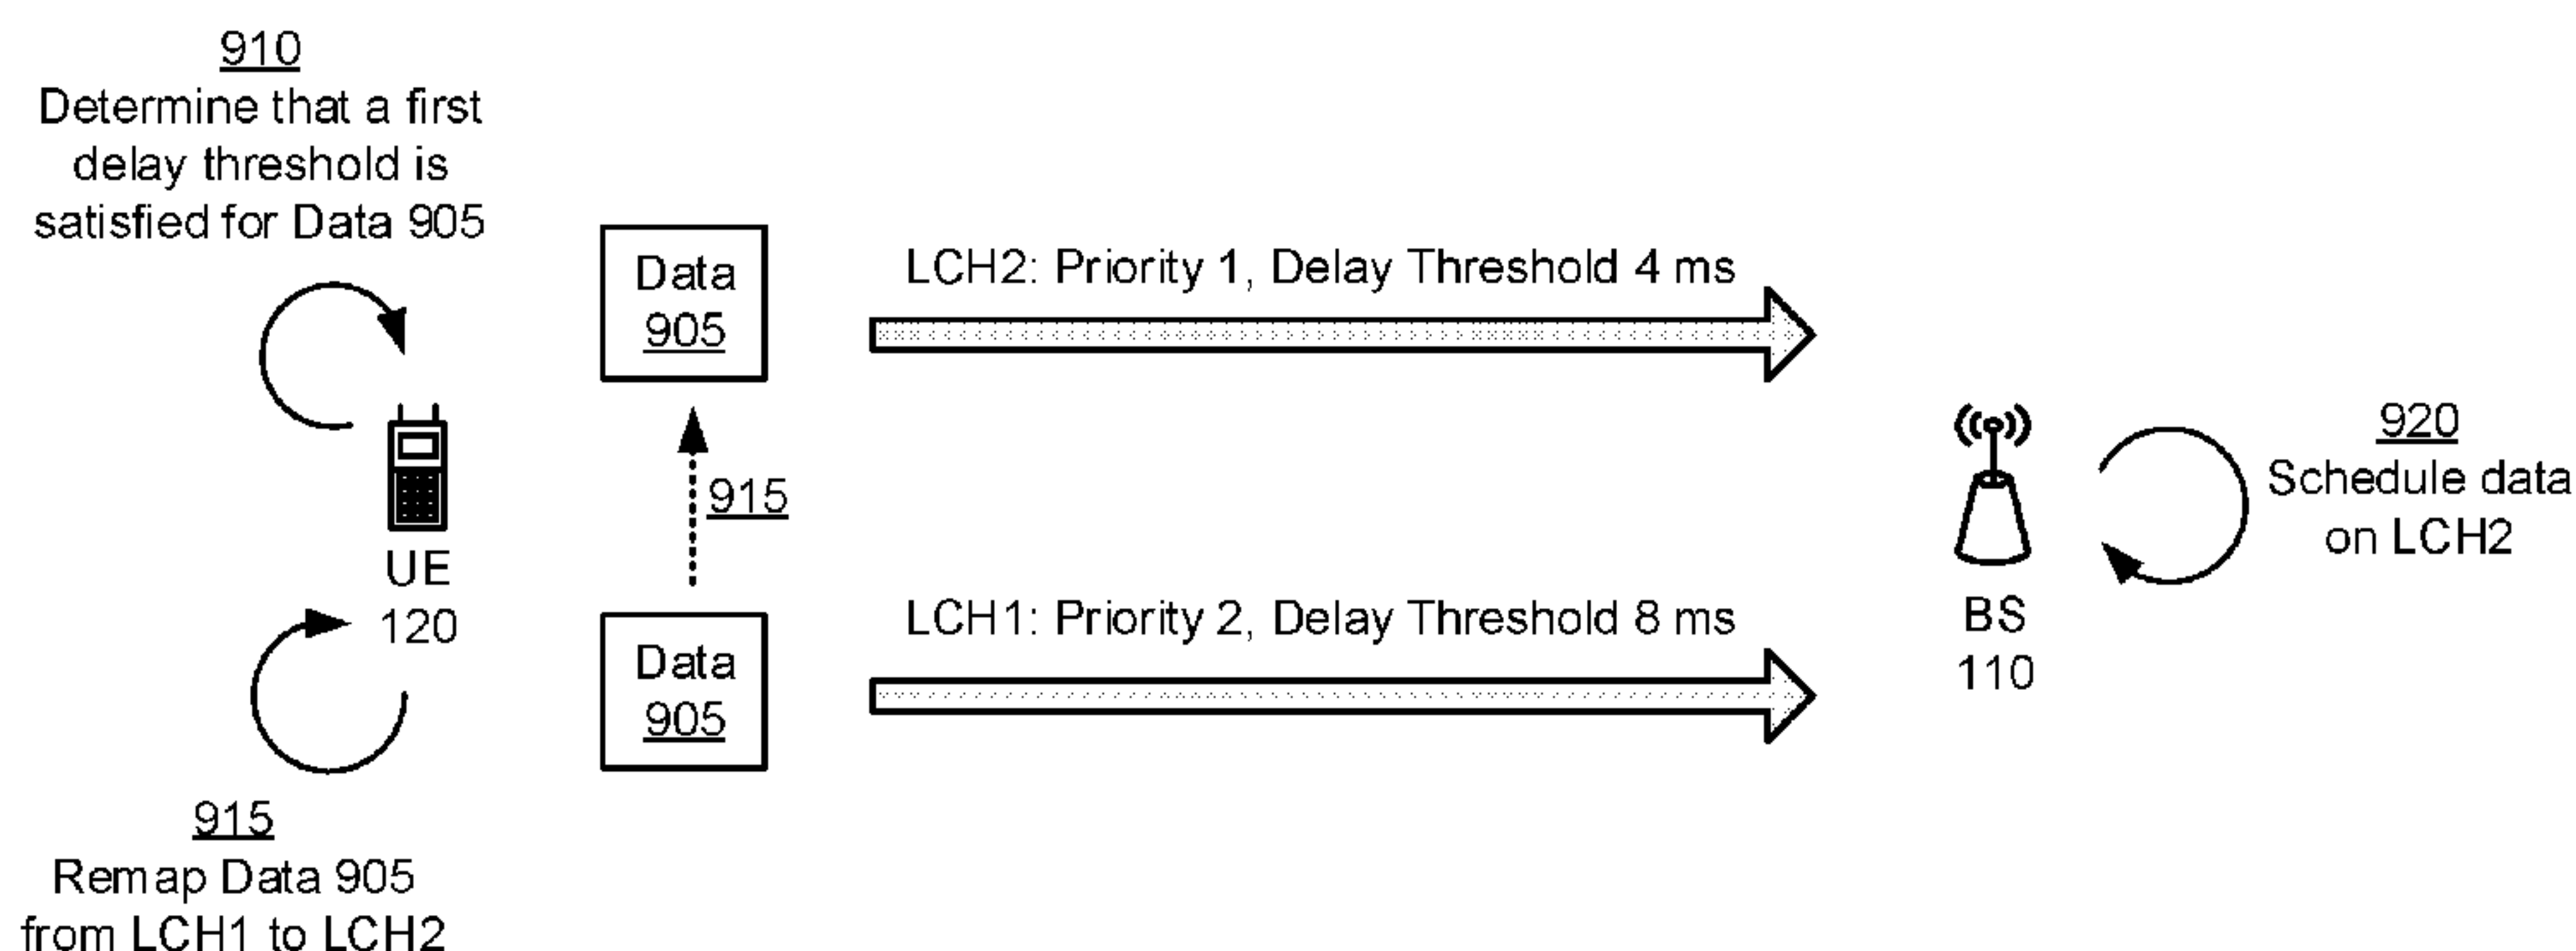 910
Determine that a first
delay threshold is
satisfied for Data 905
Data
905
LCH2: Priority 1, Delay Threshold 4 ms
UE
120
915
920
Schedule data
on LCH2
BS
110
Data
905
LCH1: Priority 2, Delay Threshold 8 ms
915
Remap Data 905
from LCH1 to LCH2